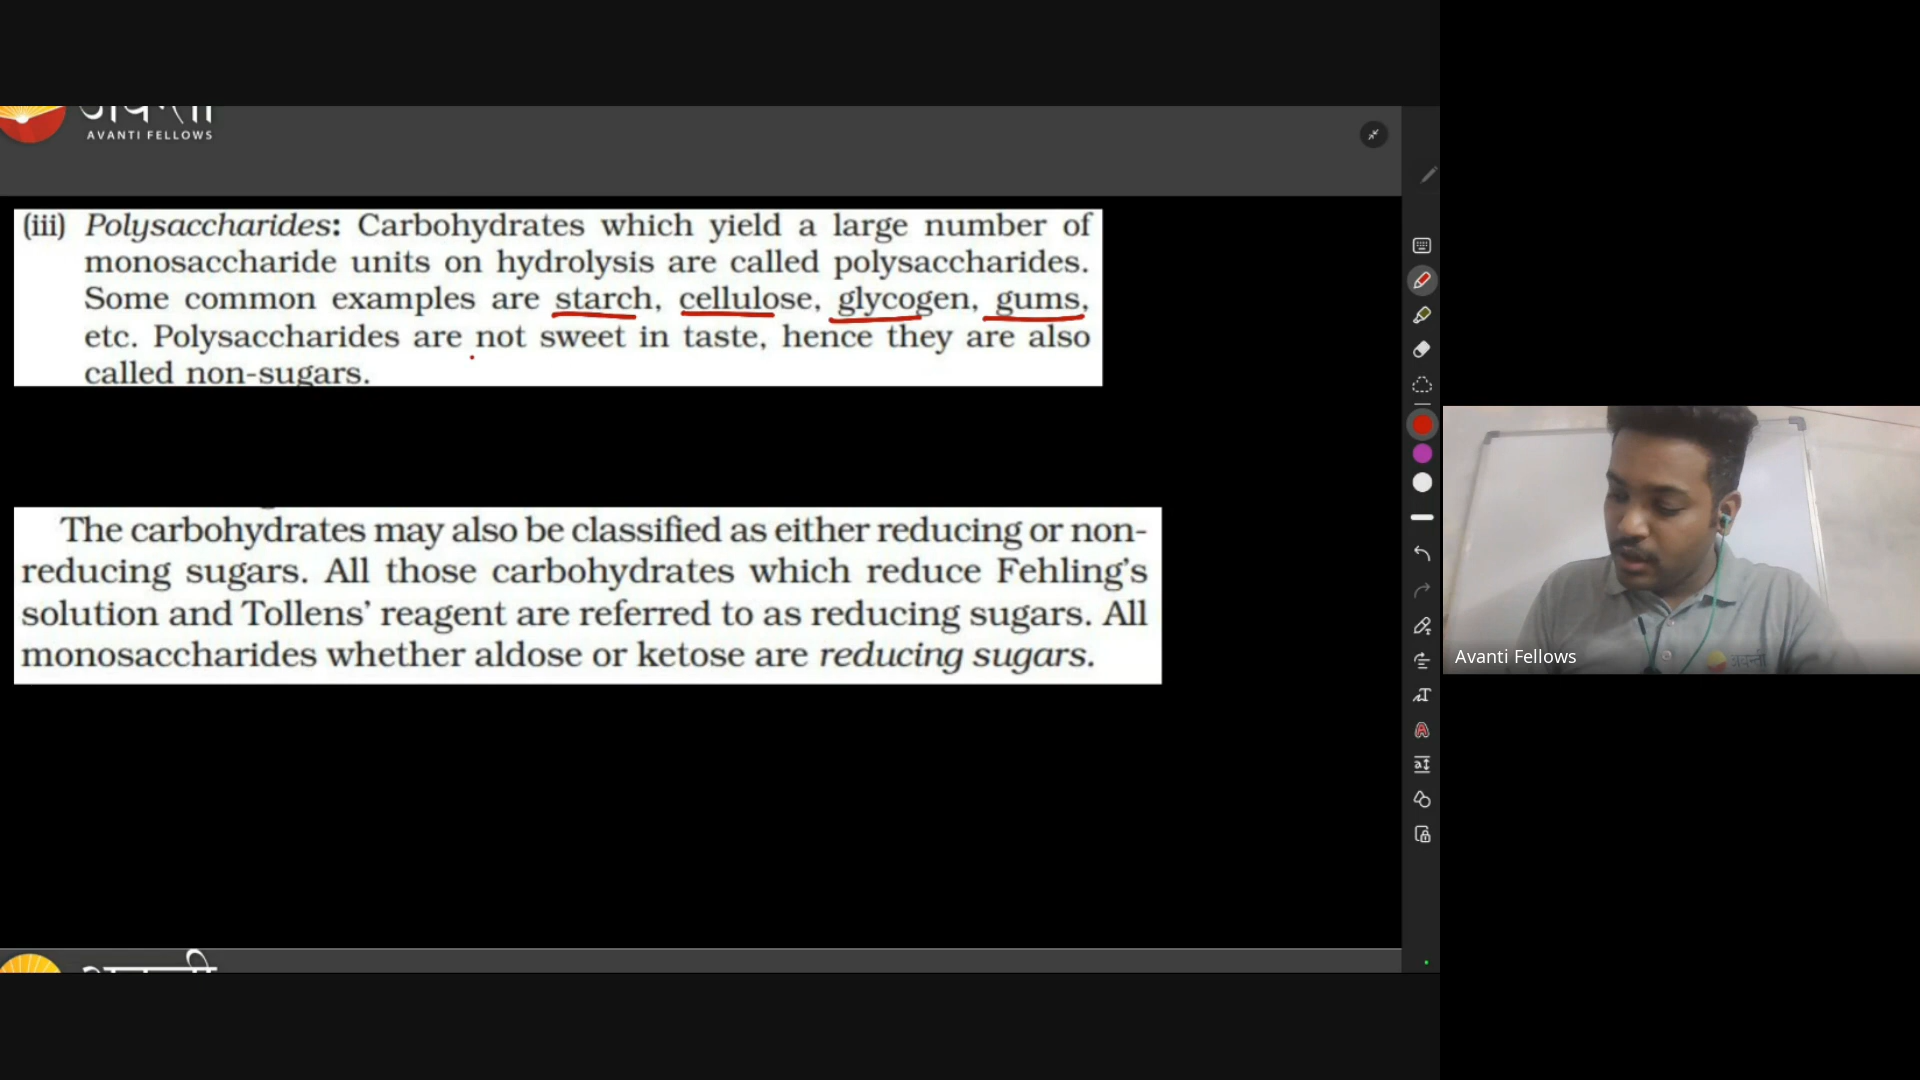 AVANTI FELLOWS
(iii) Polysaccharides: Carbohydrates which yield a large number of
monosaccharide units on hydrolysis are called polysaccharides.
Some common examples are starch, cellulose, glycogen, gums,
etc. Polysaccharides are not sweet in taste, hence they are also
called non-sugars.
The carbohydrates may also be classified as either reducing or non-
reducing sugars. All those carbohydrates which reduce Fehling's
solution and Tollens' reagent are referred to as reducing sugars. All
monosaccharides whether aldose or ketose are reducing sugars.
Avanti Fellows